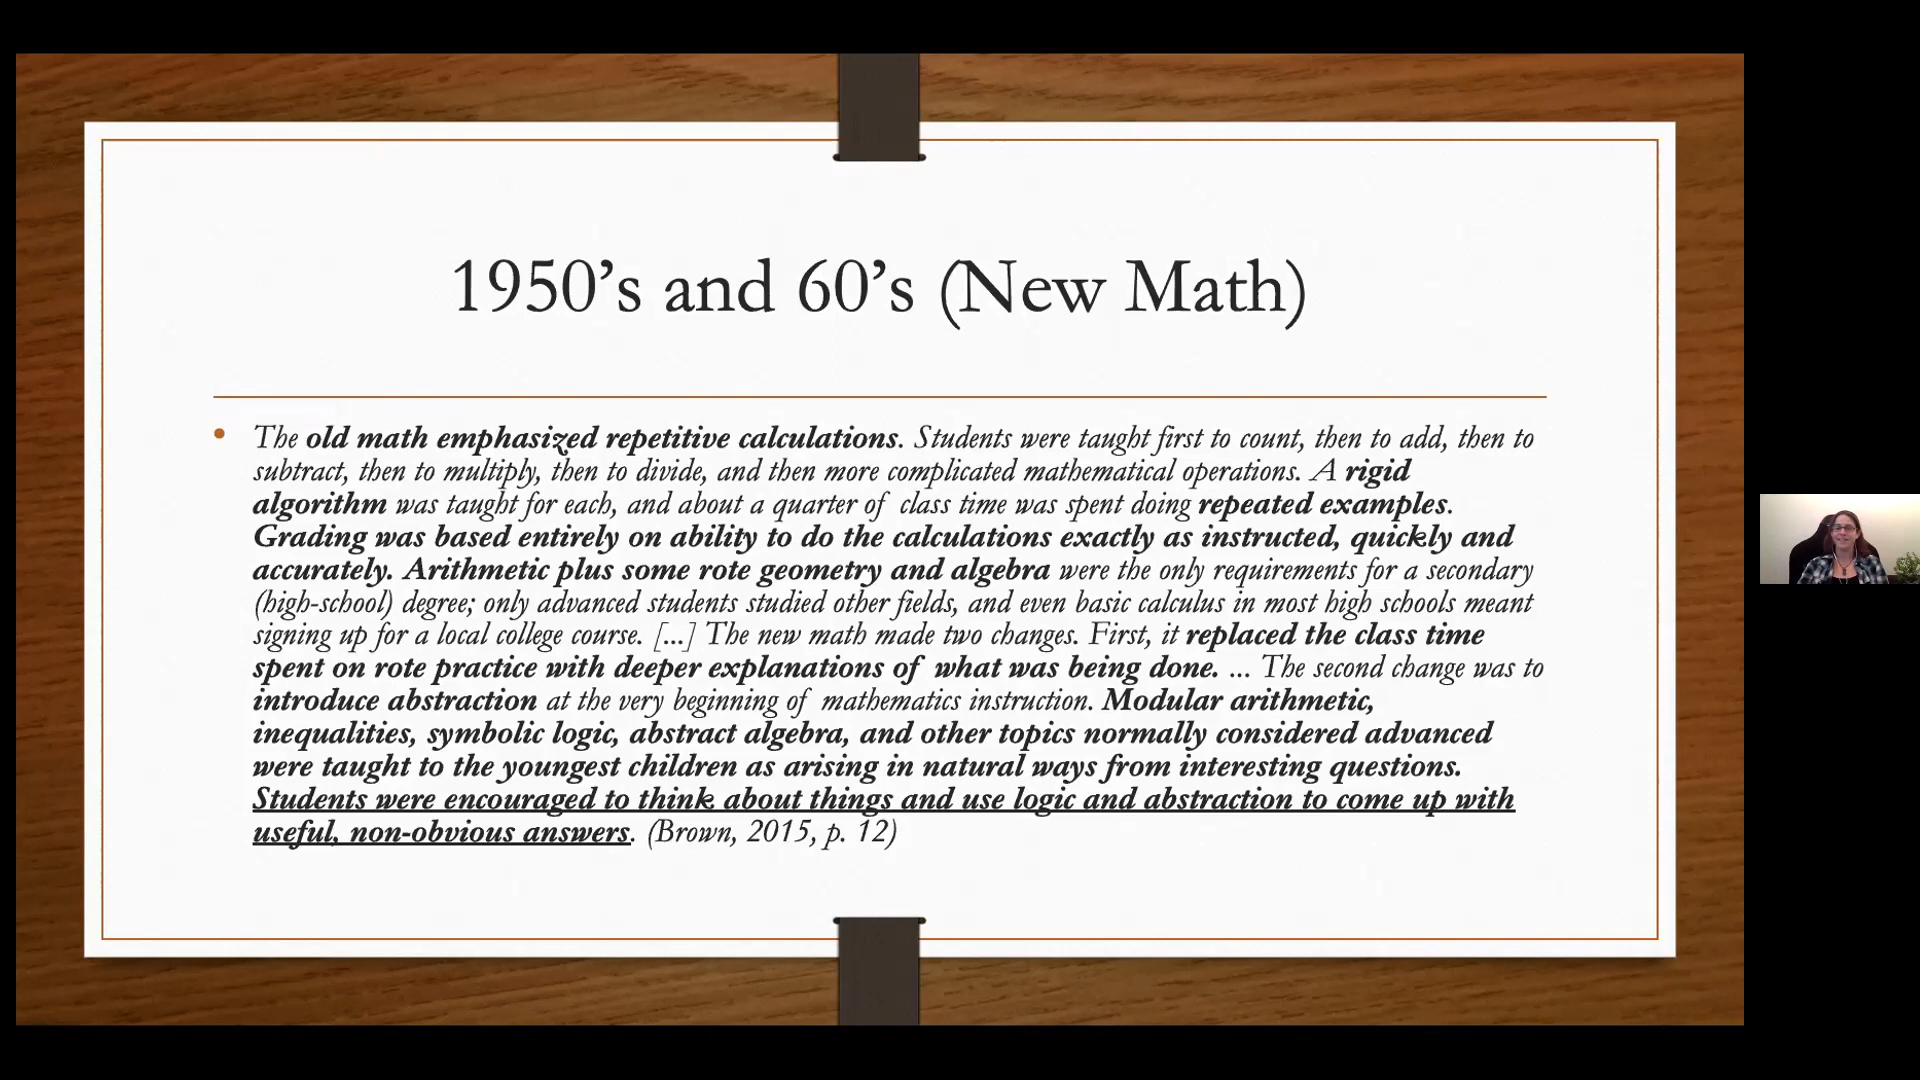 1950’s and 60’s (New Math)
• The old math emphasized repetitive calculations. Students were taught first to count, then to add, then to
subtract, then to multiply, then to divide, and then more complicated mathematical operations. A rigid
algorithm was taught for each, and about a quarter of class time was spent doing repeated examples.
Grading was based entirely on ability to do the calculations exactly as instructed, quickly and
accurately. Arithmetic plus some rote geometry and algebra were the only requirements for a secondary
(high-school) degree; only advanced students studied other fields, and even basic calculus in most high schools meant
signing up for a local college course. [...] The new math made two changes. First, it replaced the class time
spent on rote practice with deeper explanations of what was being done. ... The second change was to
introduce abstraction at the very beginning of mathematics instruction. Modular arithmetic,
inequalities, symbolic logic, abstract algebra, and other topics normally considered advanced
were taught to the youngest children as arising in natural ways from interesting questions.
Students were encouraged to think about things and use logic and abstraction to come up with
useful, non-obvious answers. (Brown, 2015, p. 12)